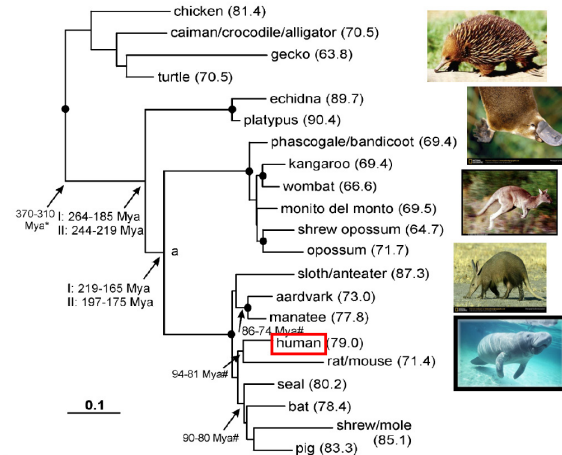 chicken (81.4)
caiman/crocodile/alligator (70.5)
gecko (63.8)
turtle (70.5)
echidna (89.7)
platypus (90.4)
phascogale/bandicoot (69.4)
kangaroo (69.4)
wombat (66.6)
monito del monto (69.5)
shrew opossum (64.7)
opossum (71.7)
370-310
Mya*
I: 264-185 Mya
II: 244-219 Mya
a
I: 219-165 Mya
II: 197-175 Mya
sloth/anteater (87.3)
aardvark (73.0)
manatee (77.8)
86-74 Mya#
human (79.0)
rat/mouse (71.4)
94-81 Mya#
seal (80.2)
bat (78.4)
90-80 Mya#
shrew/mole
(85.1)
pig (83.3)
0.1